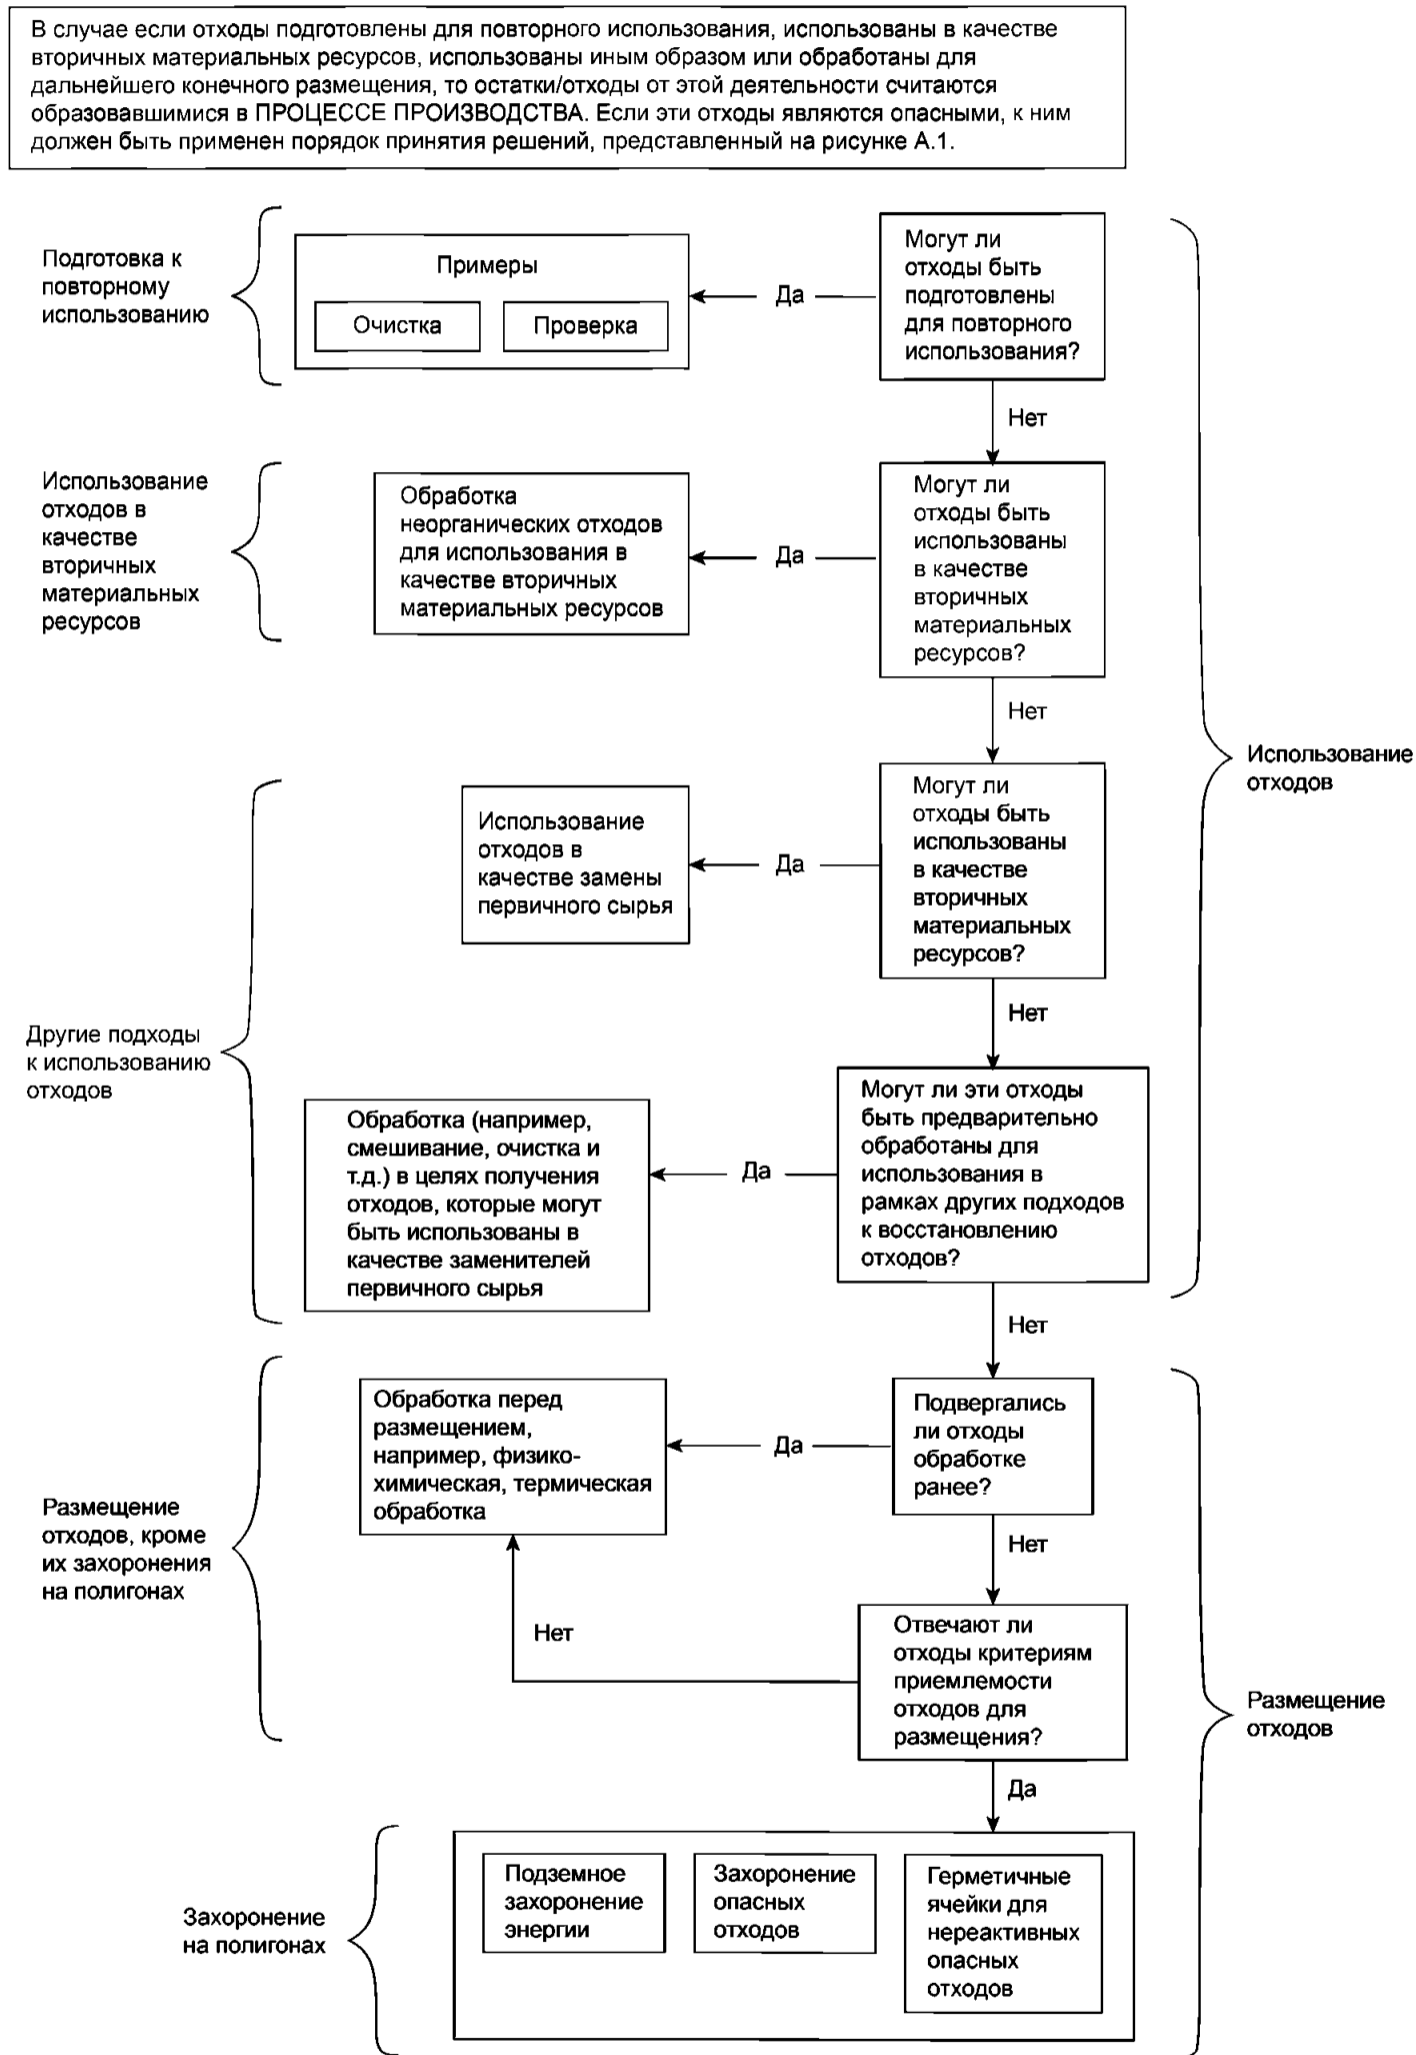 В случае если отходы подготовлены для повторного использования, использованы в качестве
вторичных материальных ресурсов, использованы иным образом или обработаны для
дальнейшего конечного размещения, то остатки/отходы от этой деятельности считаются
образовавшимися в ПРОЦЕССЕ ПРОИЗВОДСТВА. Если эти отходы являются опасными, к ним
должен быть применен порядок принятия решений, представленный на рисунке А.1.
Подготовка к
повторному
использованию
Примеры
Очистка
Проверка
Да
Могут ли
отходы быть
подготовлены
для повторного
использования?
Нет
Использование
отходов в
качестве
вторичных
материальных
ресурсов
Обработка
неорганических отходов
для использования в
качестве вторичных
материальных ресурсов
Да
Могут ли
отходы быть
использованы
в качестве
вторичных
материальных
ресурсов?
Нет
Использование
отходов
Использование
отходов в
качестве замены
первичного сырья
Да
Могут ли
отходы быть
использованы
в качестве
вторичных
материальных
ресурсов?
Нет
Другие подходы
к использованию
отходов
Обработка (например,
смешивание, очистка и
т.д.) в целях получения
отходов, которые могут
быть использованы в
качестве заменителей
первичного сырья
Да
Могут ли эти отходы
быть предварительно
обработаны для
использования в
рамках других подходов
к восстановлению
отходов?
Нет
Размещение
отходов, кроме
их захоронения
на полигонах
Обработка перед
размещением,
например, физико-
химическая, термическая
обработка
Да
Подвергались
ли отходы
обработке
ранее?
Нет
Нет
Отвечают ли
отходы критериям
приемлемости
отходов для
размещения?
Размещение
отходов
Да
Захоронение
на полигонах
Подземное
захоронение
энергии
Захоронение
опасных
отходов
Герметичные
ячейки для
нереактивных
опасных
отходов